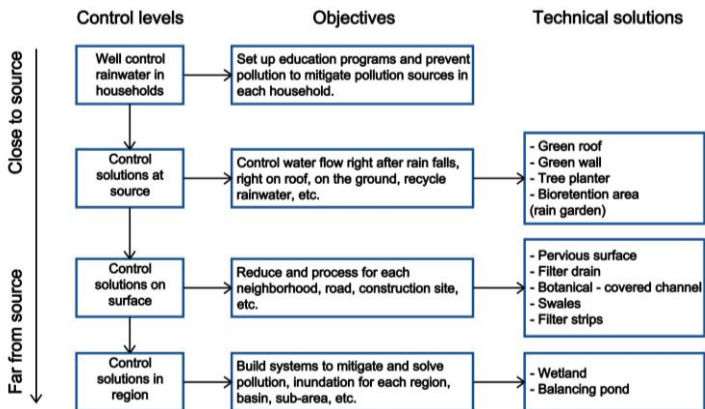 Control levels
Objectives
Technical solutions
Close to source
Far from source
Well control
rainwater in
households
Set up education programs and prevent
pollution to mitigate pollution sources in
each household.
Control
solutions at
source
Control water flow right after rain falls,
right on roof, on the ground, recycle
rainwater, etc.
- Green roof
- Green wall
- Tree planter
- Bioretention area
(rain garden)
Control
solutions on
surface
Reduce and process for each
neighborhood, road, construction site,
etc.
- Pervious surface
- Filter drain
- Botanical - covered channel
- Swales
- Filter strips
Control
solutions in
region
Build systems to mitigate and solve
pollution, inundation for each region,
basin, sub-area, etc.
- Wetland
- Balancing pond